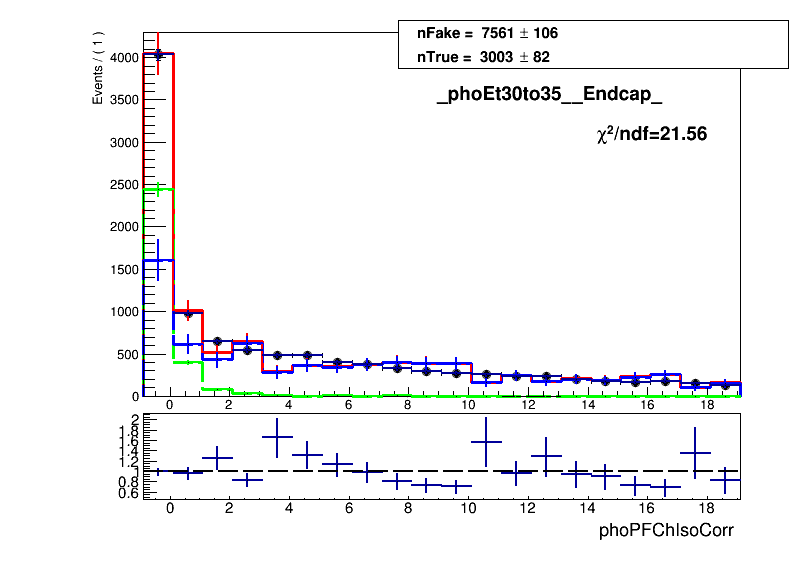 nFake = 7561 ± 106
nTrue = 3003 ± 82
_phoEt30to35__Endcap_
χ²/ndf=21.56
Events / ( 1 )
4000
3500
3000
2500
2000
1500
1000
500
0
0 2 4 6 8 10 12 14 16 18
2
1.8
1.6
1.4
1.2
1
0.8
0.6
0 2 4 6 8 10 12 14 16 18
phoPFChIsoCorr